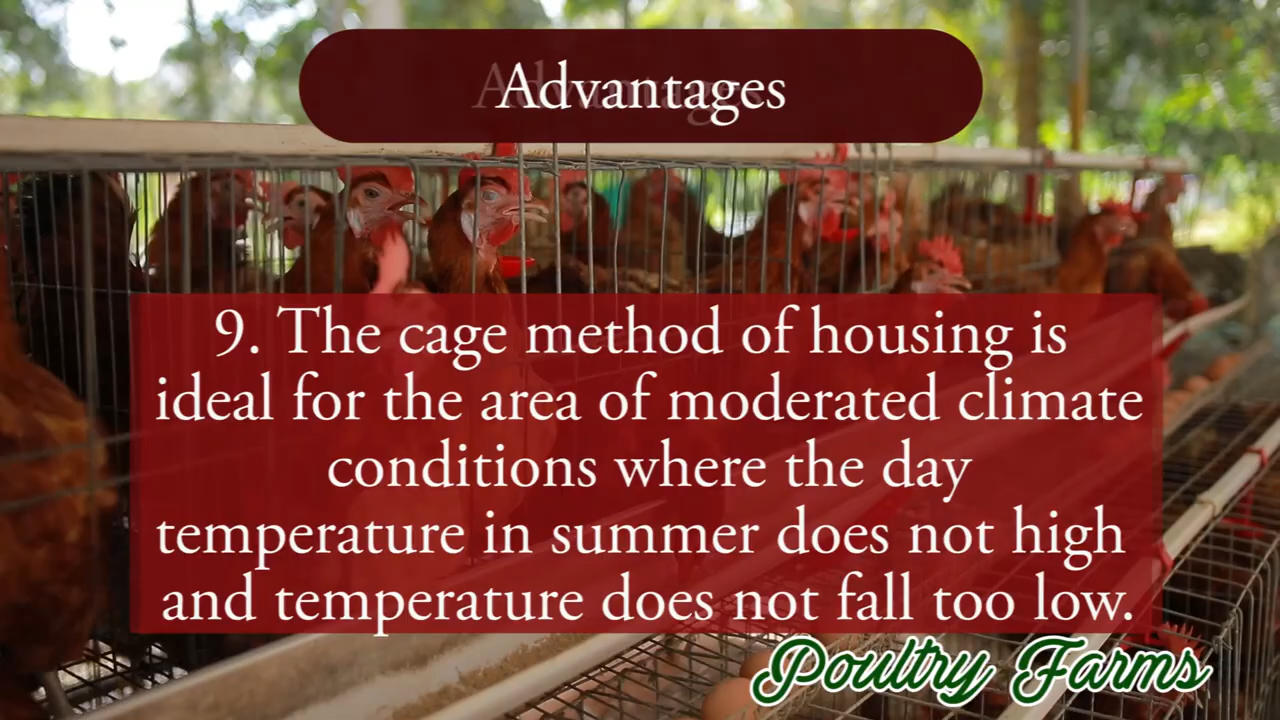 Advantages
9. The cage method of housing is
ideal for the area of moderated climate
conditions where the day
temperature in summer does not high
and temperature does not fall too low.
Poultry Farms